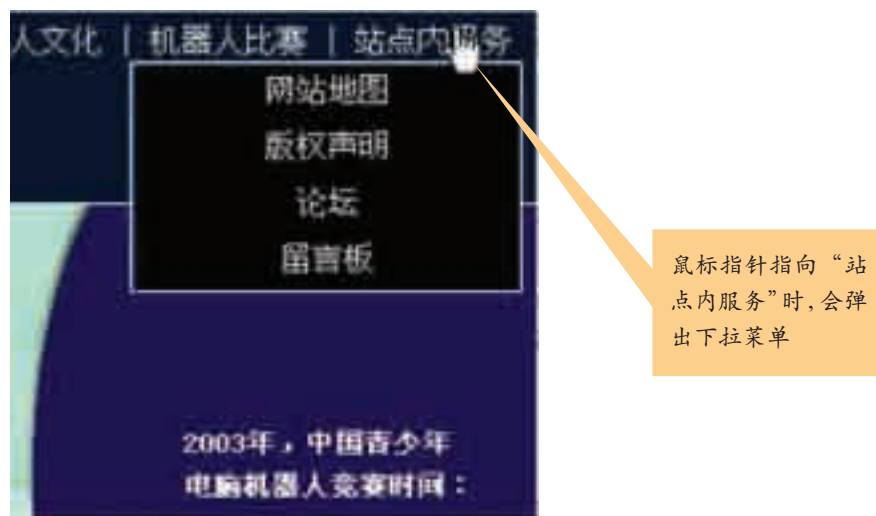 人文化 | 机器人比赛 | 站点内服务
网站地图
版权声明
论坛
留言板
鼠标指针指向“站
点内服务”时,会弹
出下拉菜单
2003年，中国青少年
电脑机器人竞赛时间：